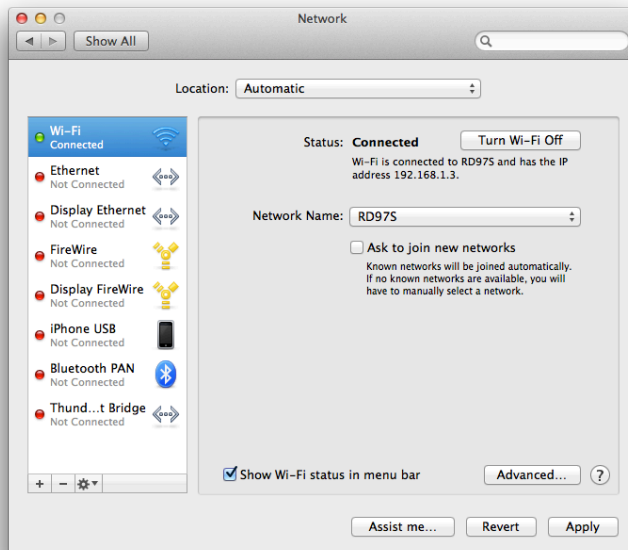 Network
Show All
Location: Automatic
Wi-Fi
Connected
Ethernet
Not Connected
Display Ethernet
Not Connected
FireWire
Not Connected
Display FireWire
Not Connected
iPhone USB
Not Connected
Bluetooth PAN
Not Connected
Thund...t Bridge
Not Connected
+ −
Status: Connected Turn Wi-Fi Off
Wi-Fi is connected to RD97S and has the IP
address 192.168.1.3.
Network Name: RD97S
Ask to join new networks
Known networks will be joined automatically.
If no known networks are available, you will
have to manually select a network.
Show Wi-Fi status in menu bar Advanced... ?
Assist me... Revert Apply